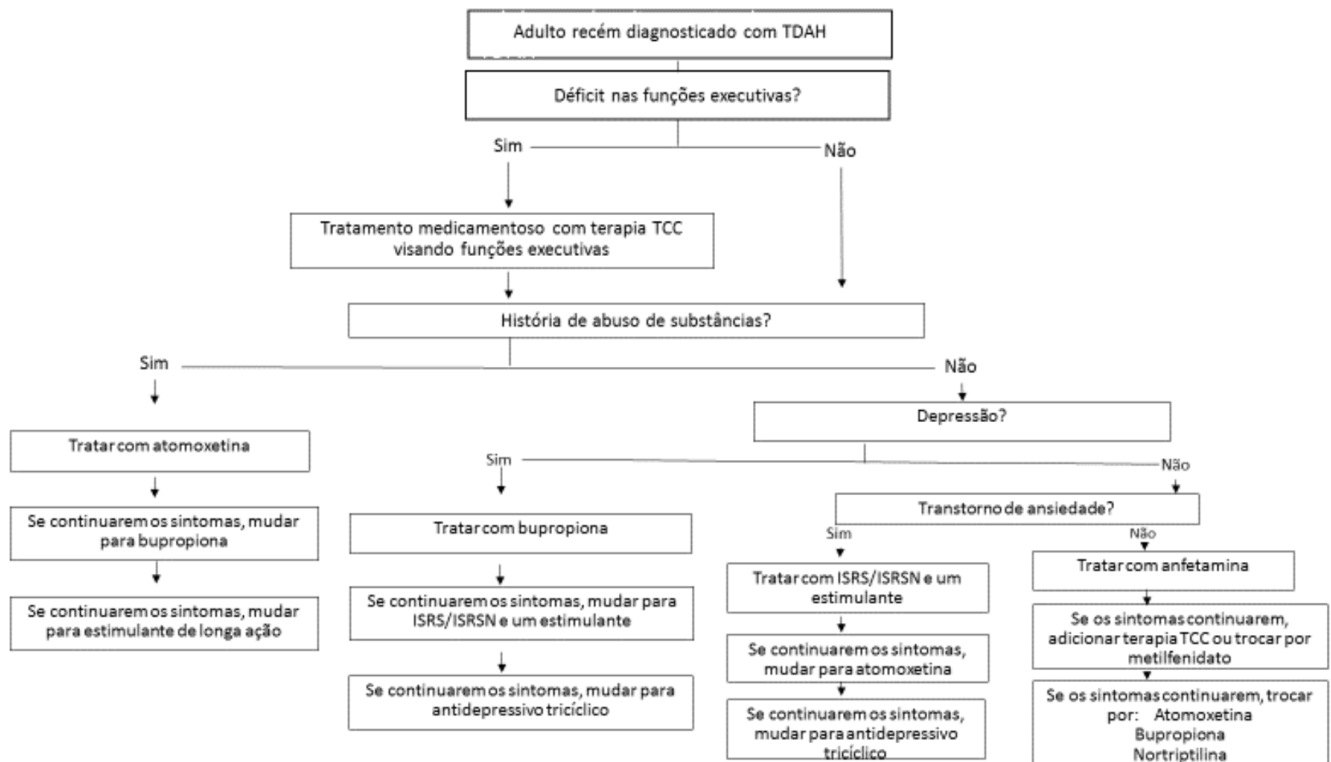 Adulto recém diagnosticado com TDAH
Déficit nas funções executivas?
Sim
Não
Tratamento medicamentoso com terapia TCC
visando funções executivas
História de abuso de substâncias?
Sim
Não
Depressão?
Tratar com atomoxetina
Sim
Não
Se continuarem os sintomas, mudar
para bupropiona
Tratar com bupropiona
Transtorno de ansiedade?
Sim
Não
Tratar com ISRS/ISRSN e um
estimulante
Tratar com anfetamina
Se continuarem os sintomas, mudar
para estimulante de longa ação
Se continuarem os sintomas, mudar para
ISRS/ISRSN e um estimulante
Se continuarem os sintomas,
mudar para atomoxetina
Se os sintomas continuarem,
adicionar terapia TCC ou trocar por
metilfenidato
Se continuarem os sintomas, mudar para
antidepressivo tricíclico
Se continuarem os sintomas,
mudar para antidepressivo
tricíclico
Se os sintomas continuarem, trocar
por: Atomoxetina
Bupropiona
Nortriptilina